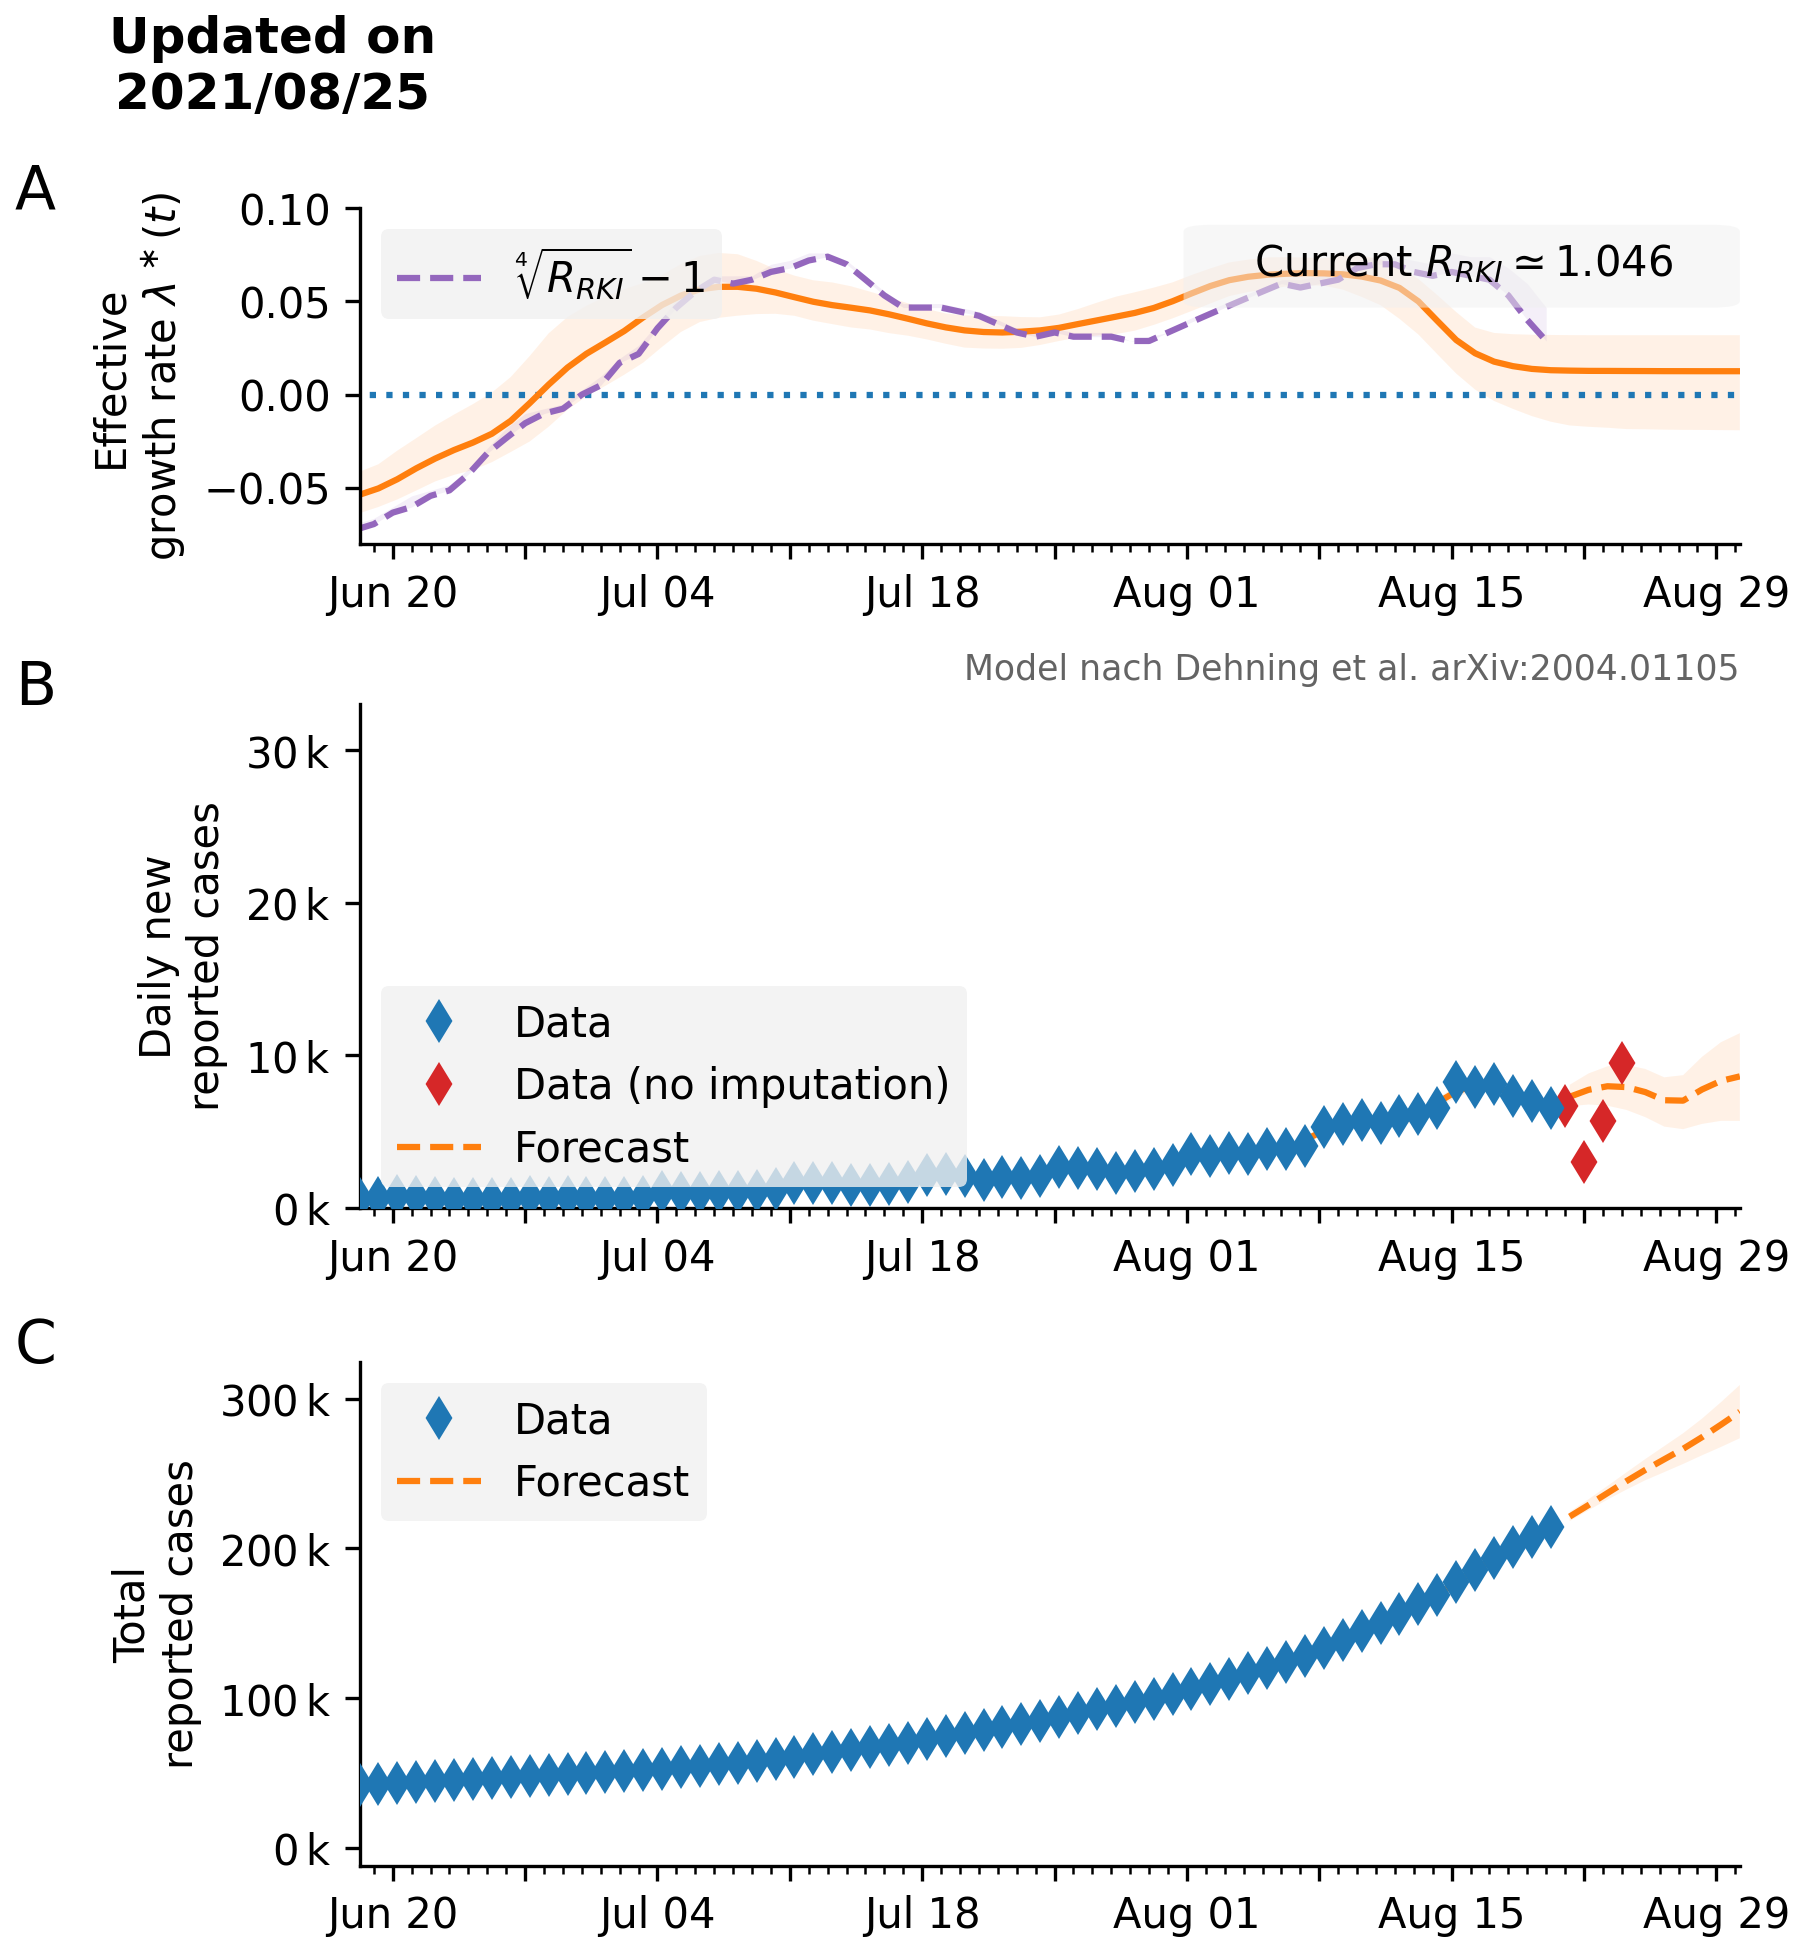 Updated on
2021/08/25
A
Effective
growth rate λ * (t)
0.10
0.05
0.00
−0.05
∜R_RKI − 1
Current R_RKI ≃ 1.046
Jun 20
Jul 04
Jul 18
Aug 01
Aug 15
Aug 29
Model nach Dehning et al. arXiv:2004.01105
B
Daily new
reported cases
30 k
20 k
10 k
0 k
Data
Data (no imputation)
Forecast
Jun 20
Jul 04
Jul 18
Aug 01
Aug 15
Aug 29
C
Total
reported cases
300 k
200 k
100 k
0 k
Data
Forecast
Jun 20
Jul 04
Jul 18
Aug 01
Aug 15
Aug 29